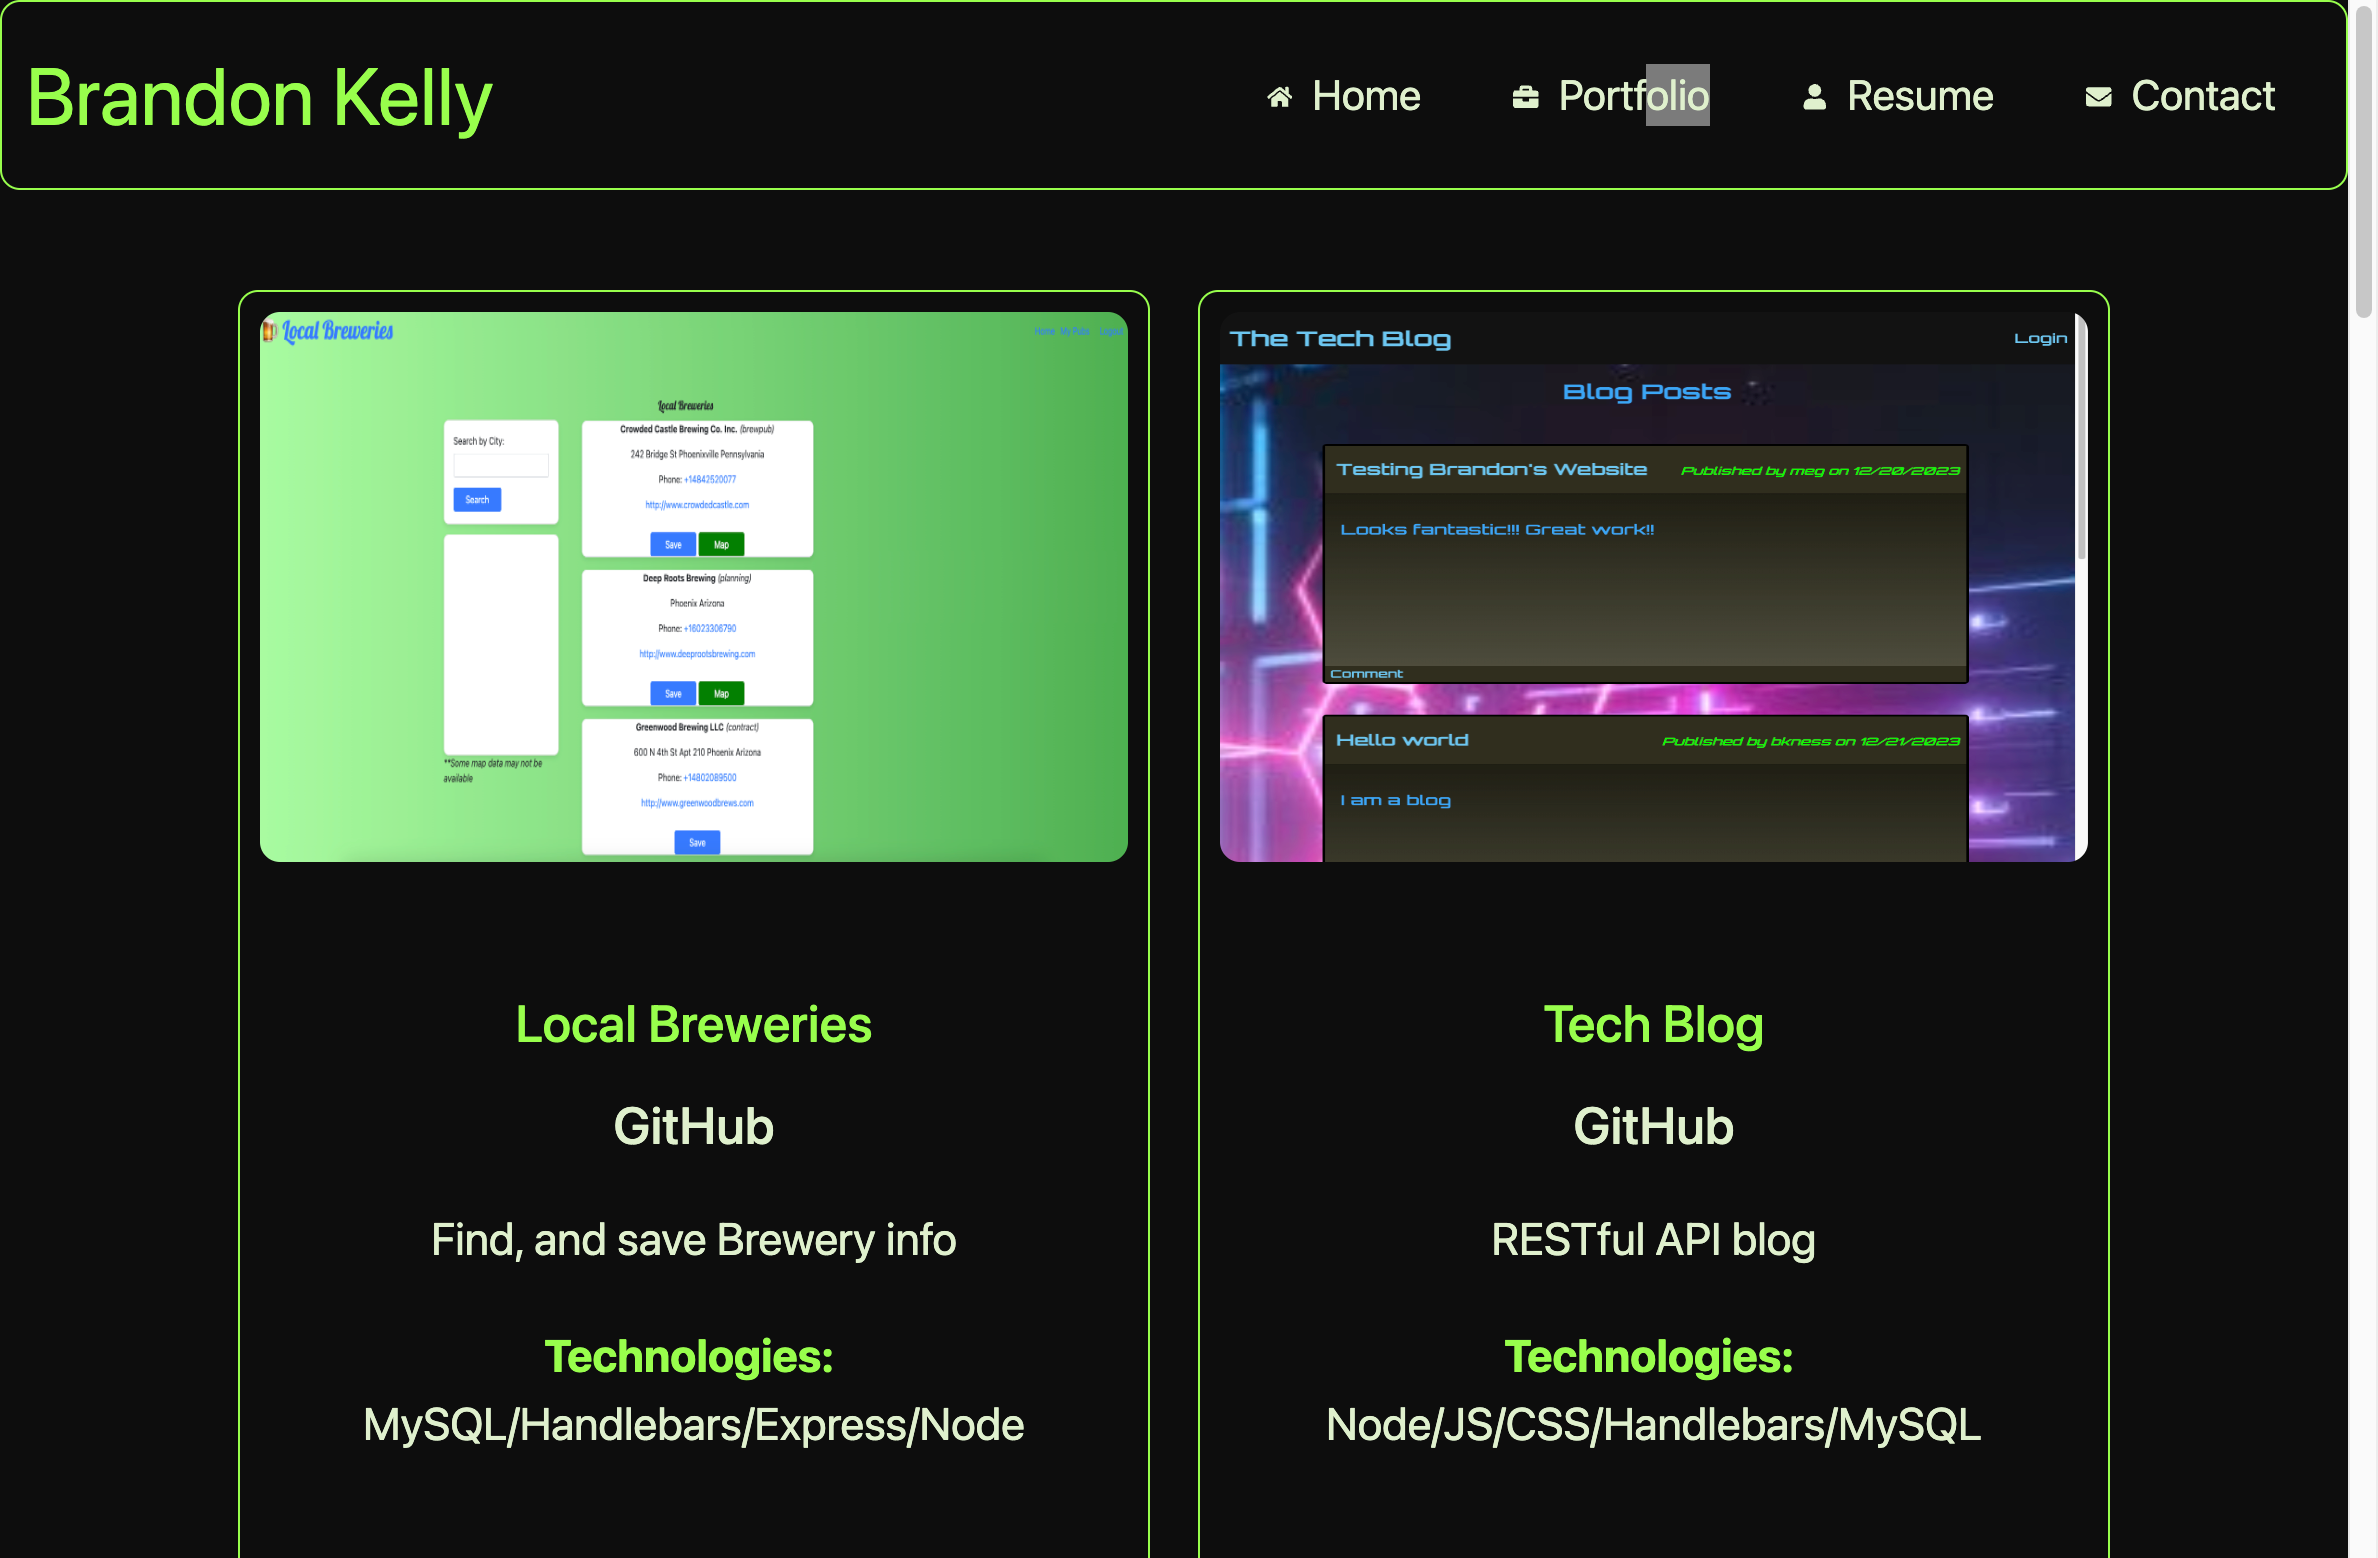 Brandon Kelly
Home Portfolio Resume Contact
Local Breweries
Home My Pubs Logout
Local Breweries
Search by City:
Search
**Some map data may not be
available
Crowded Castle Brewing Co. Inc. (brewpub)
242 Bridge St Phoenixville Pennsylvania
Phone: +14842520077
http://www.crowdedcastle.com
Save Map
Deep Roots Brewing (planning)
Phoenix Arizona
Phone: +16023306790
http://www.deeprootsbrewing.com
Save Map
Greenwood Brewing LLC (contract)
600 N 4th St Apt 210 Phoenix Arizona
Phone: +14802089500
http://www.greenwoodbrews.com
Save
Local Breweries
GitHub
Find, and save Brewery info
Technologies:
MySQL/Handlebars/Express/Node
The Tech Blog
Login
Blog Posts
Testing Brandon's Website Published by meg on 12/20/2023
Looks fantastic!!! Great work!!
Comment
Hello world Published by bkness on 12/21/2023
I am a blog
Tech Blog
GitHub
RESTful API blog
Technologies:
Node/JS/CSS/Handlebars/MySQL